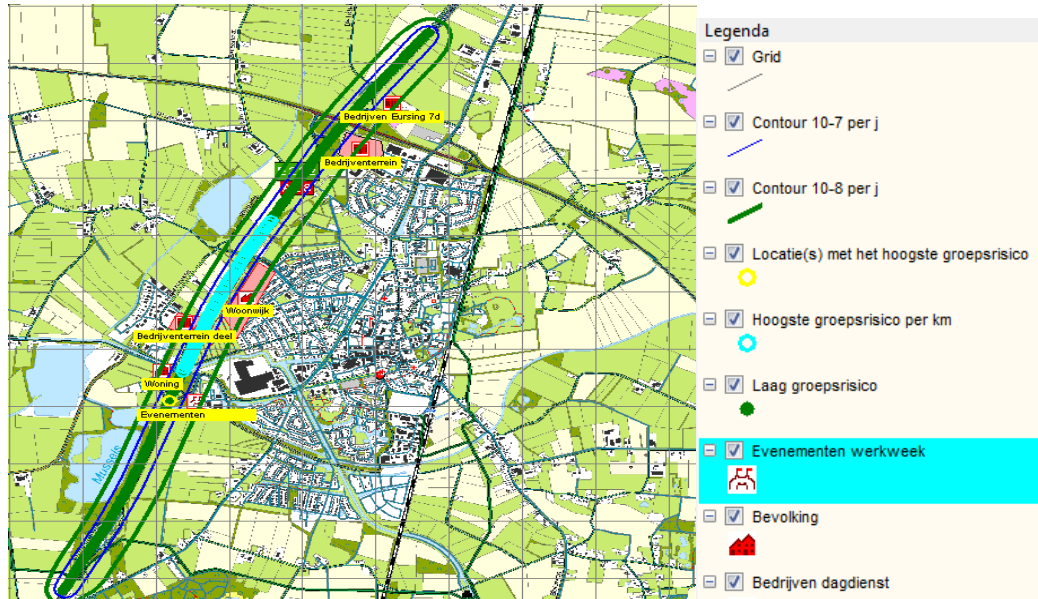 Bedrijven Eursing 7d
Bedrijventerrein
Woonwijk
Bedrijventerrein deel
Woning
Evenementen
Legenda
Grid
Contour 10-7 per j
Contour 10-8 per j
Locatie(s) met het hoogste groepsrisico
Hoogste groepsrisico per km
Laag groepsrisico
Evenementen werkweek
Bevolking
Bedrijven dagdienst